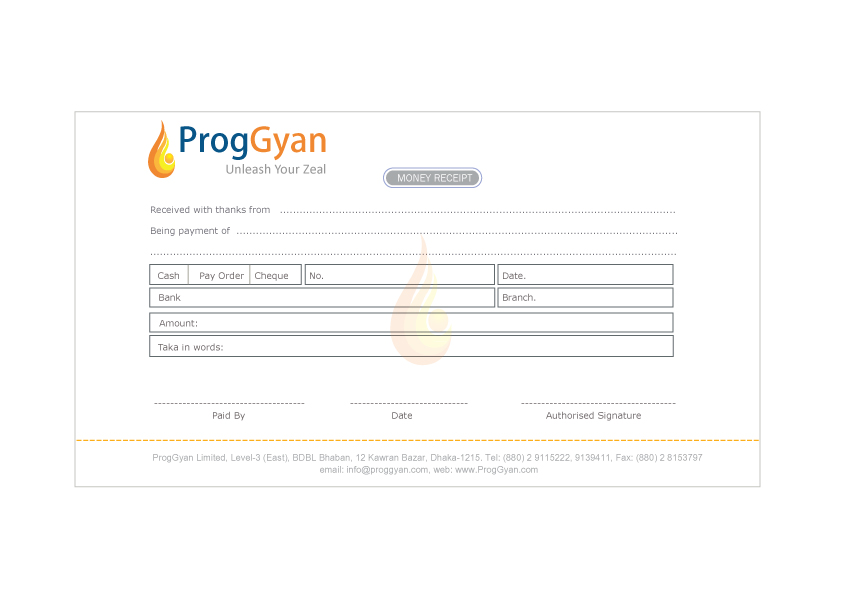 ProgGyan
Unleash Your Zeal
MONEY RECEIPT
Received with thanks from ........................................................................................................................
Being payment of ......................................................................................................................................
................................................................................................................................................................
Cash Pay Order Cheque No. Date.
Bank Branch.
Amount:
Taka in words:
Paid By Date Authorised Signature
ProgGyan Limited, Level-3 (East), BDBL Bhaban, 12 Kawran Bazar, Dhaka-1215. Tel: (880) 2 9115222, 9139411, Fax: (880) 2 8153797
email: info@proggyan.com, web: www.ProgGyan.com